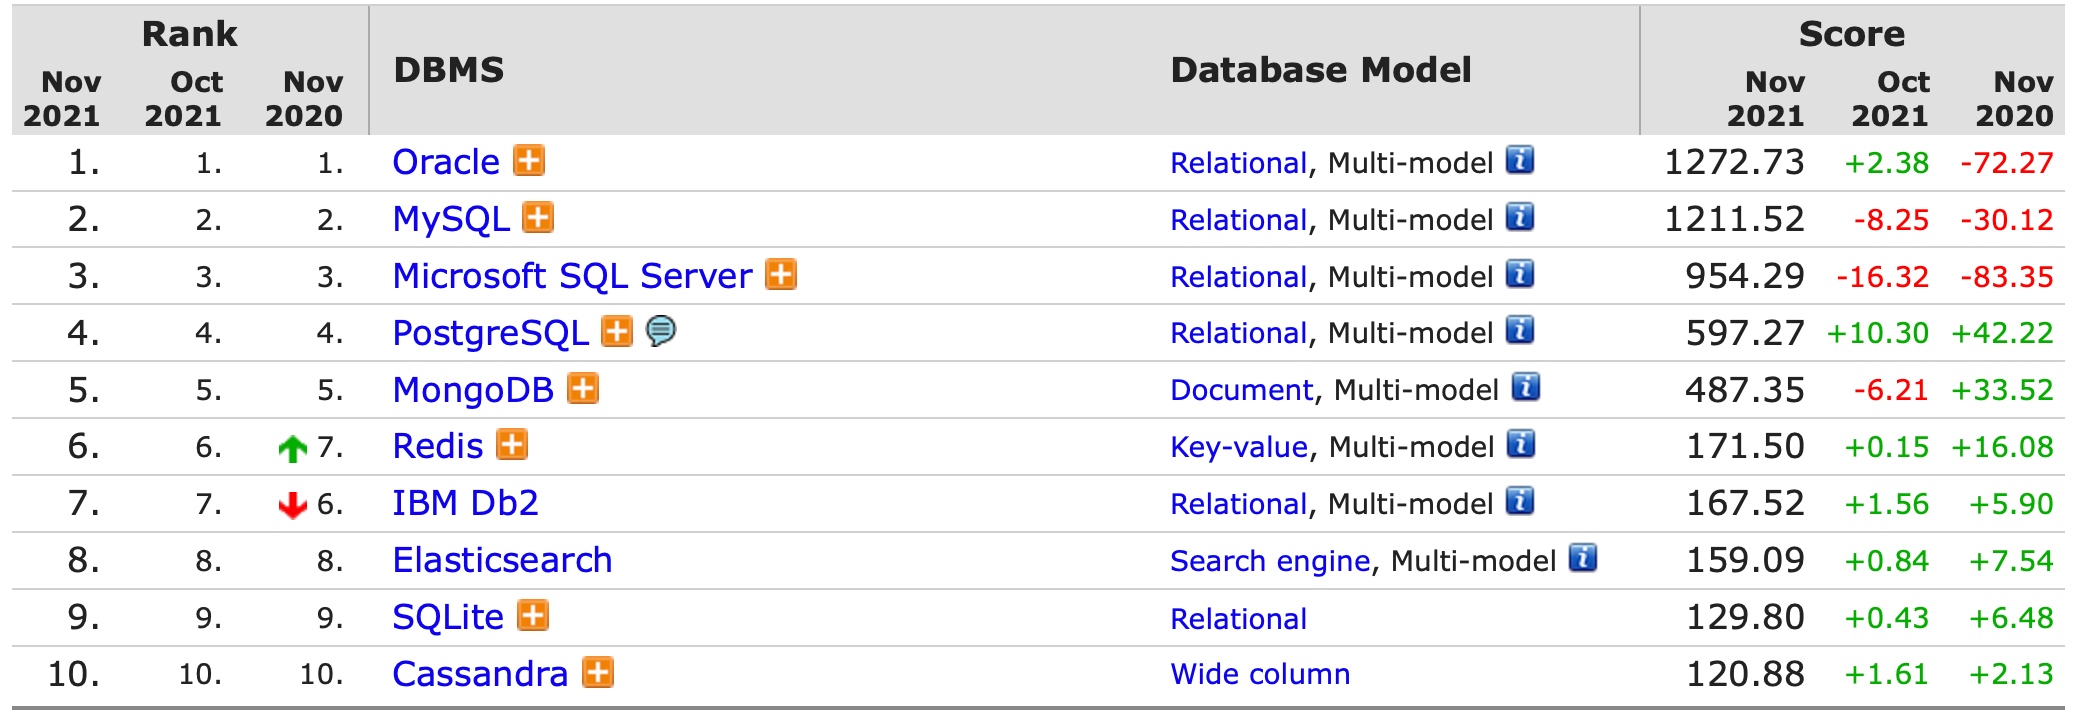 Rank DBMS Database Model Score
Nov 2021 Oct 2021 Nov 2020 Nov 2021 Oct 2021 Nov 2020
1. 1. 1. Oracle Relational, Multi-model i 1272.73 +2.38 -72.27
2. 2. 2. MySQL Relational, Multi-model i 1211.52 -8.25 -30.12
3. 3. 3. Microsoft SQL Server Relational, Multi-model i 954.29 -16.32 -83.35
4. 4. 4. PostgreSQL Relational, Multi-model i 597.27 +10.30 +42.22
5. 5. 5. MongoDB Document, Multi-model i 487.35 -6.21 +33.52
6. 6. 7. Redis Key-value, Multi-model i 171.50 +0.15 +16.08
7. 7. 6. IBM Db2 Relational, Multi-model i 167.52 +1.56 +5.90
8. 8. 8. Elasticsearch Search engine, Multi-model i 159.09 +0.84 +7.54
9. 9. 9. SQLite Relational 129.80 +0.43 +6.48
10. 10. 10. Cassandra Wide column 120.88 +1.61 +2.13